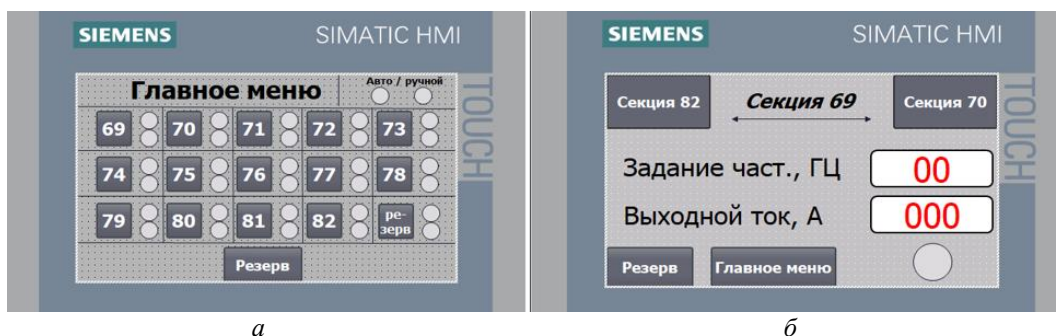 SIEMENS SIMATIC HMI
TOUCH
Главное меню Авто / ручной
69 70 71 72 73
74 75 76 77 78
79 80 81 82 ре-
зерв
Резерв
а
SIEMENS SIMATIC HMI
TOUCH
Секция 82 Секция 69 Секция 70
Задание част., ГЦ 00
Выходной ток, А 000
Резерв Главное меню
б